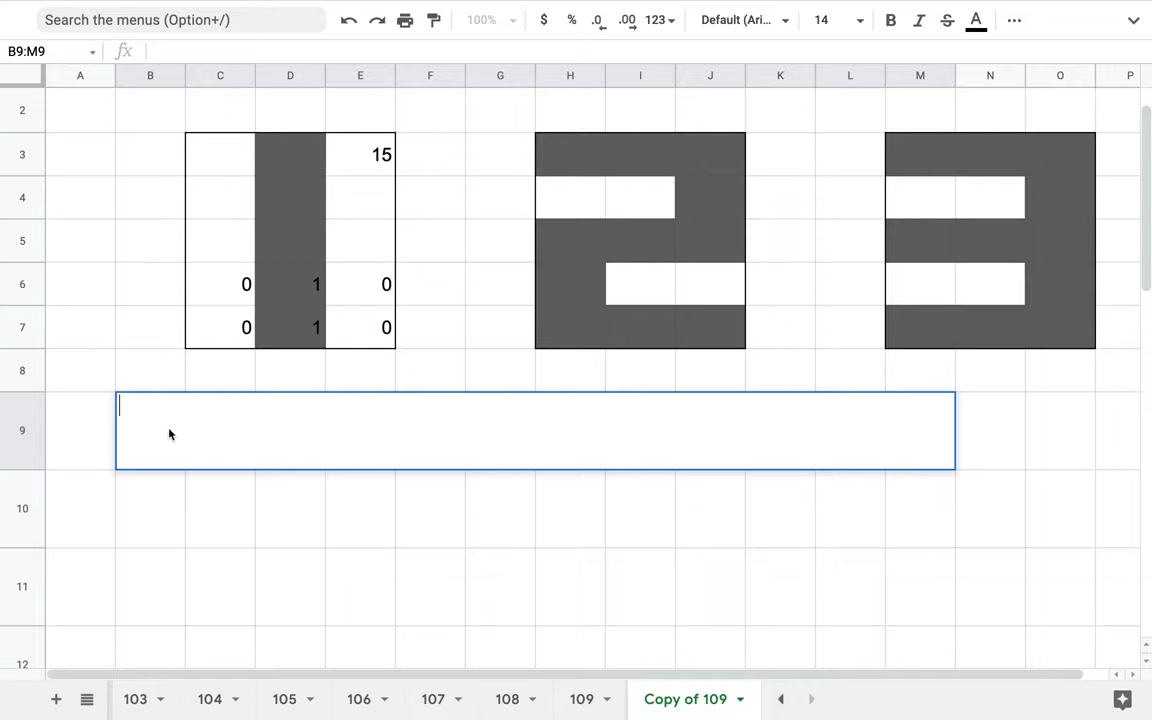 Search the menus (Option+/) 100% $ % .0 .00 123 Default (Ari... 14 B I S A ...
B9:M9 fx
A B C D E F G H I J K L M N O P
2
3 15
4
5
6 0 1 0
7 0 1 0
8
9
10
11
12
+ 103 104 105 106 107 108 109 Copy of 109